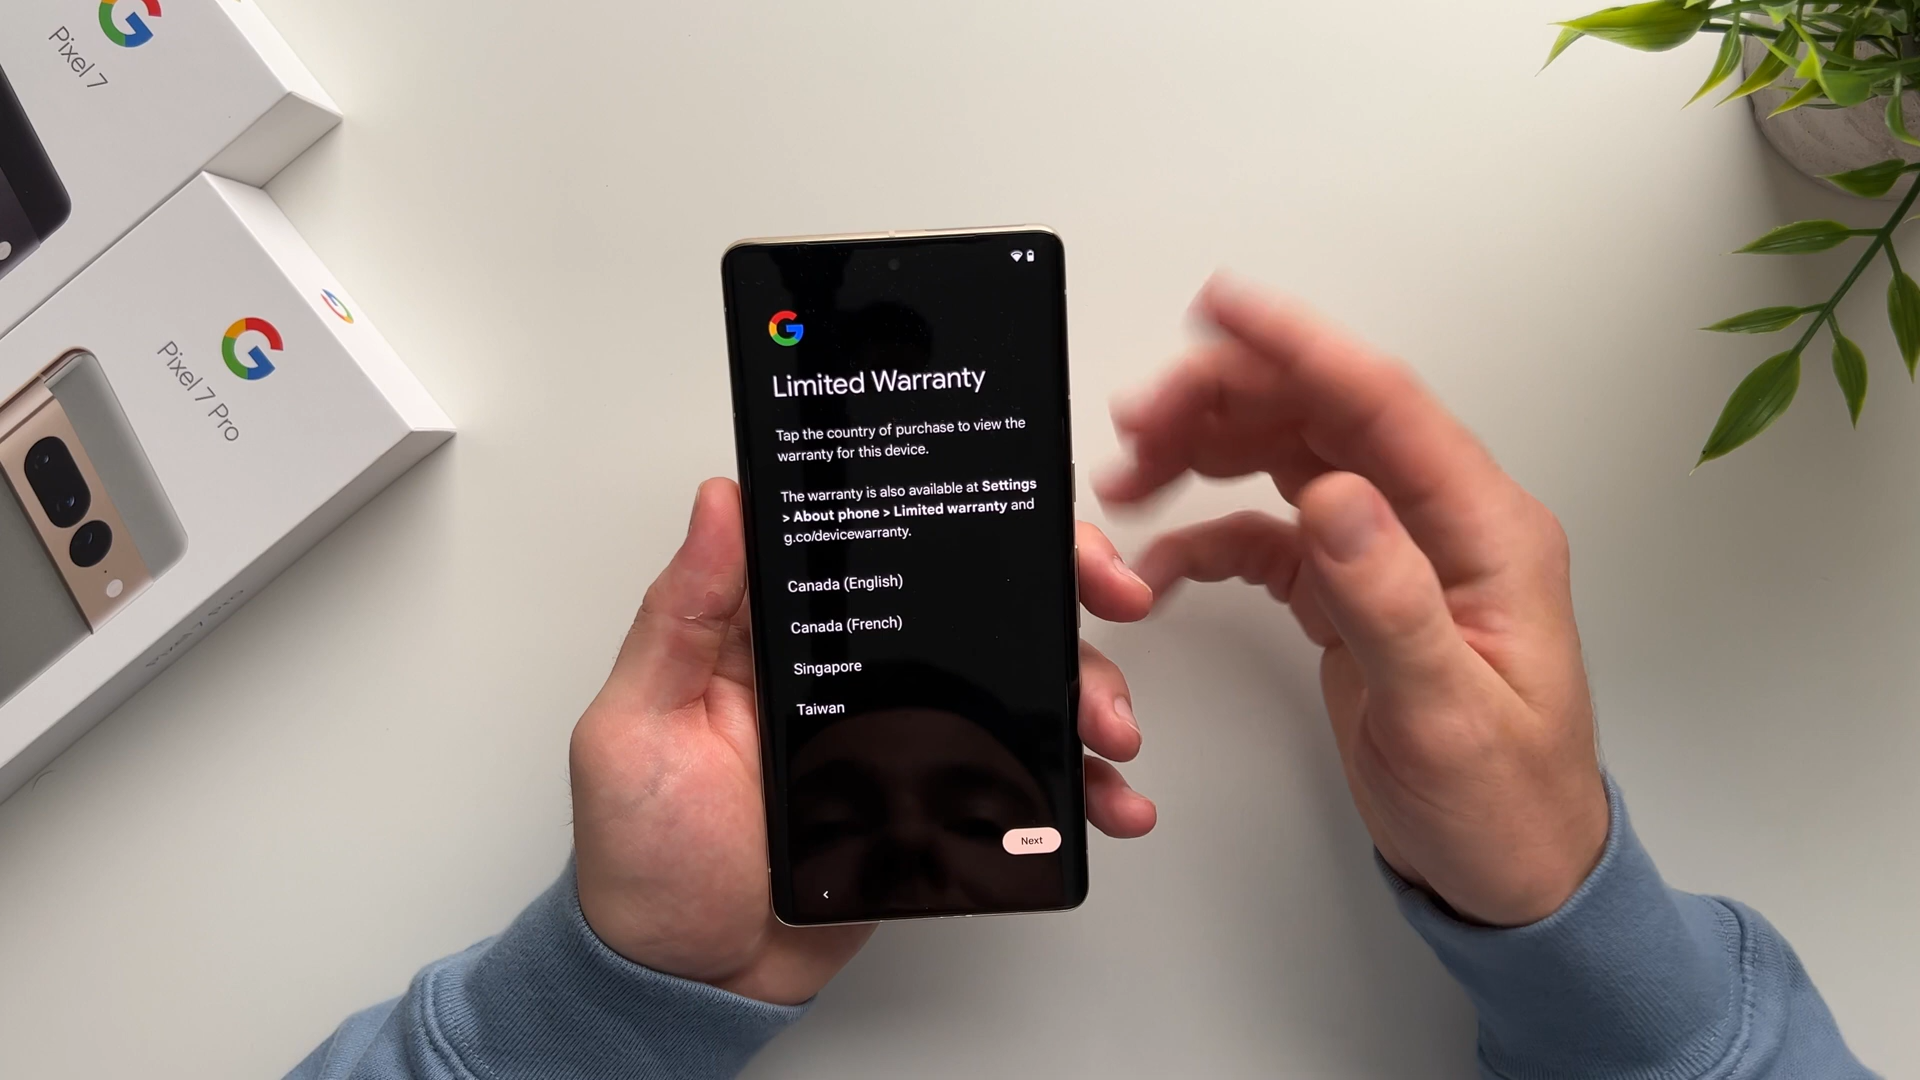 Pixel 7
Pixel 7 Pro
Limited Warranty
Tap the country of purchase to view the
warranty for this device.
The warranty is also available at Settings
> About phone > Limited warranty and
g.co/devicewarranty.
Canada (English)
Canada (French)
Singapore
Taiwan
Next